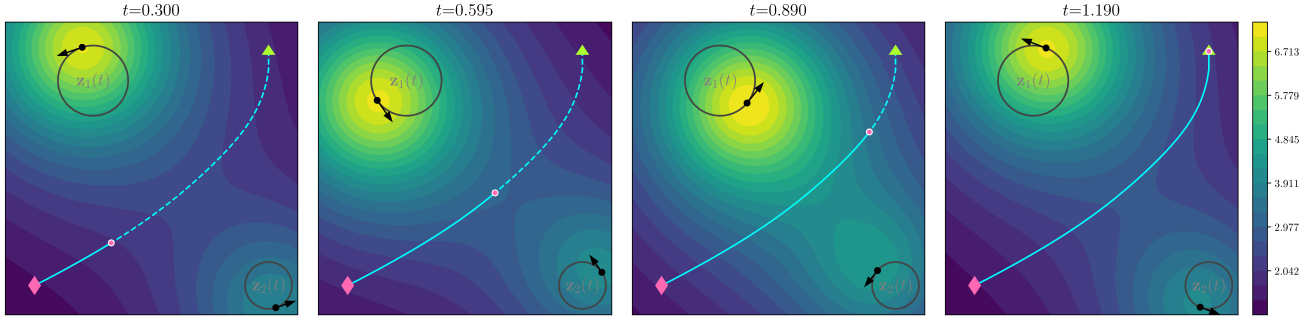 t=0.300
t=0.595
t=0.890
t=1.190
z₁(t)
z₁(t)
z₁(t)
z₁(t)
z₂(t)
z₂(t)
z₂(t)
z₂(t)
6.713
5.779
4.845
3.911
2.977
2.042